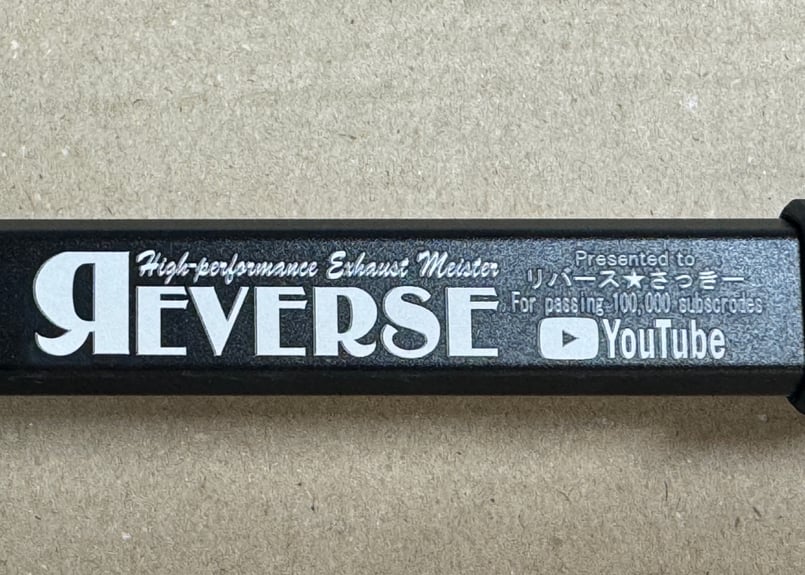 High-performance Exhaust Meister
REVERSE
Presented to
リバース★さっきー
For passing 100,000 subscrodes
YouTube